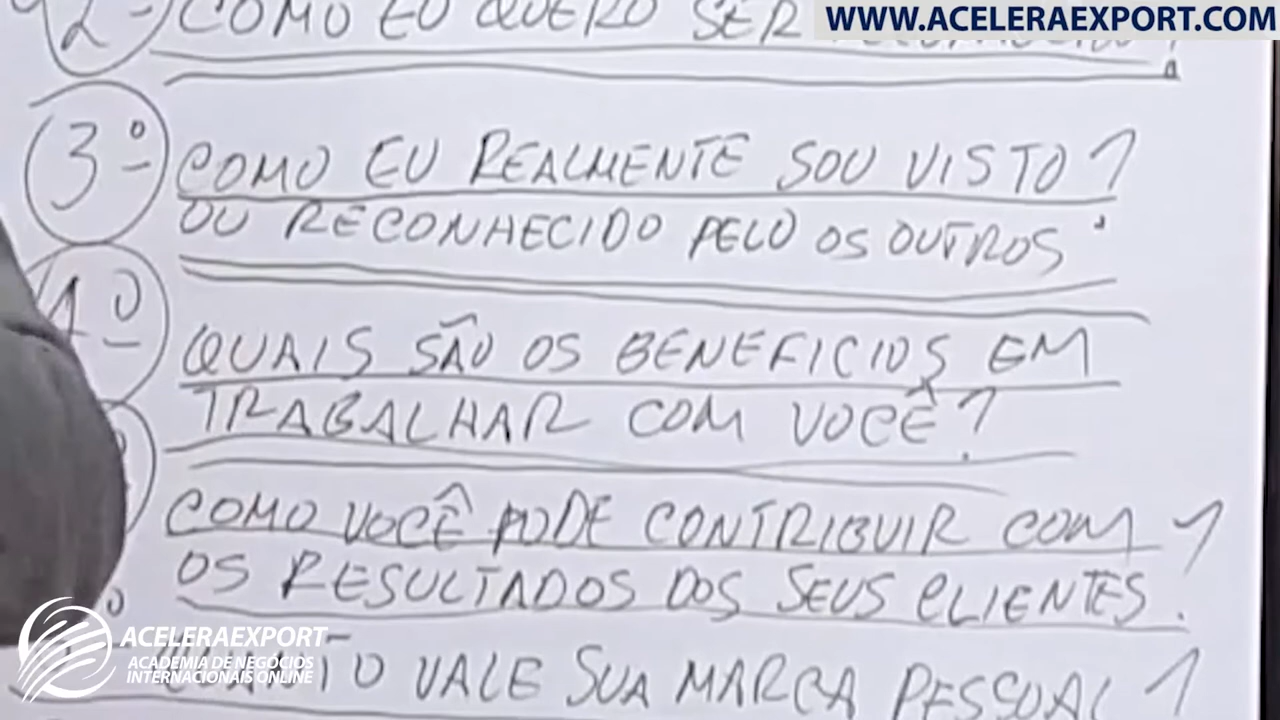 WWW.ACELERAEXPORT.COM
2º COMO EU QUERO SER
3º COMO EU REALMENTE SOU VISTO ?
OU RECONHECIDO PELO OS OUTROS
4º QUAIS SÃO OS BENEFICIOS EM
TRABALHAR COM VOCÊ?
COMO VOCÊ PODE CONTRIBUIR COM ?
OS RESULTADOS DOS SEUS CLIENTES.
VALE SUA MARCA PESSOAL ?
ACELERAEXPORT
ACADEMIA DE NEGÓCIOS
INTERNACIONAIS ONLINE